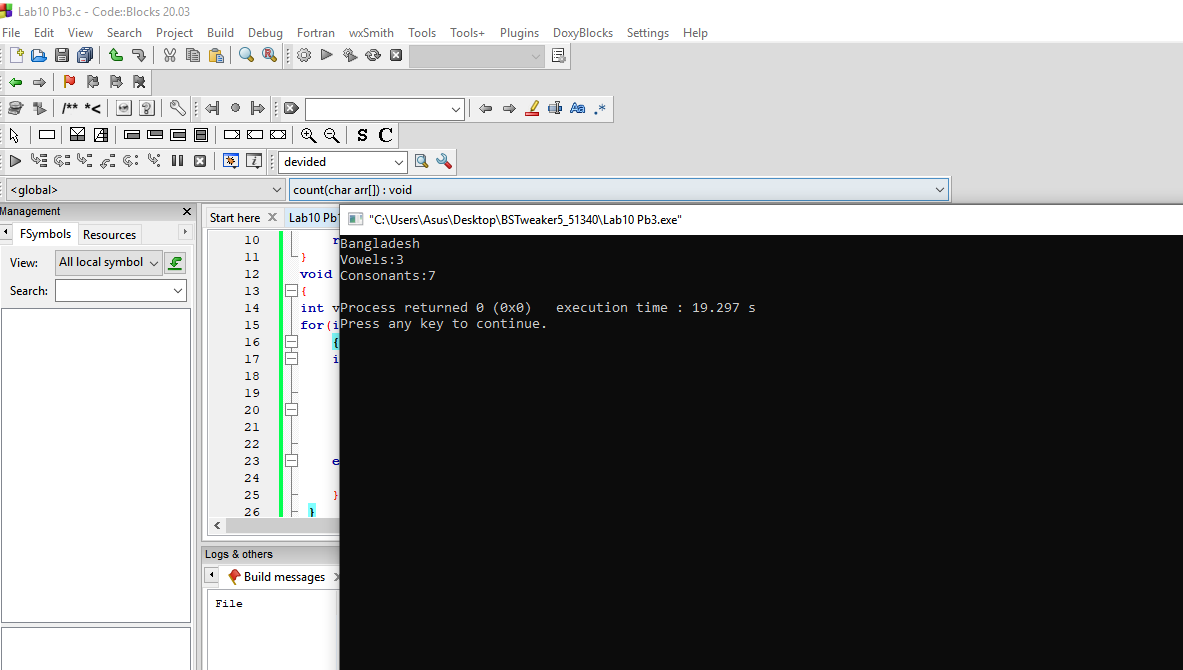 Lab10 Pb3.c - Code::Blocks 20.03
File Edit View Search Project Build Debug Fortran wxSmith Tools Tools+ Plugins DoxyBlocks Settings Help
/** *<
Aa .*
S C
devided
<global> count(char arr[]) : void
Management
FSymbols Resources
View: All local symbol
Search:
Start here Lab10 Pb
"C:\Users\Asus\Desktop\BSTweaker5_51340\Lab10 Pb3.exe"
Bangladesh
Vowels:3
Consonants:7
Process returned 0 (0x0) execution time : 19.297 s
Press any key to continue.
10 r
11 }
12 void
13 {
14 int v
15 for(i
16 {
17 i
18
19
20
21
22
23 e
24
25 }
26 }
Logs & others
Build messages
File